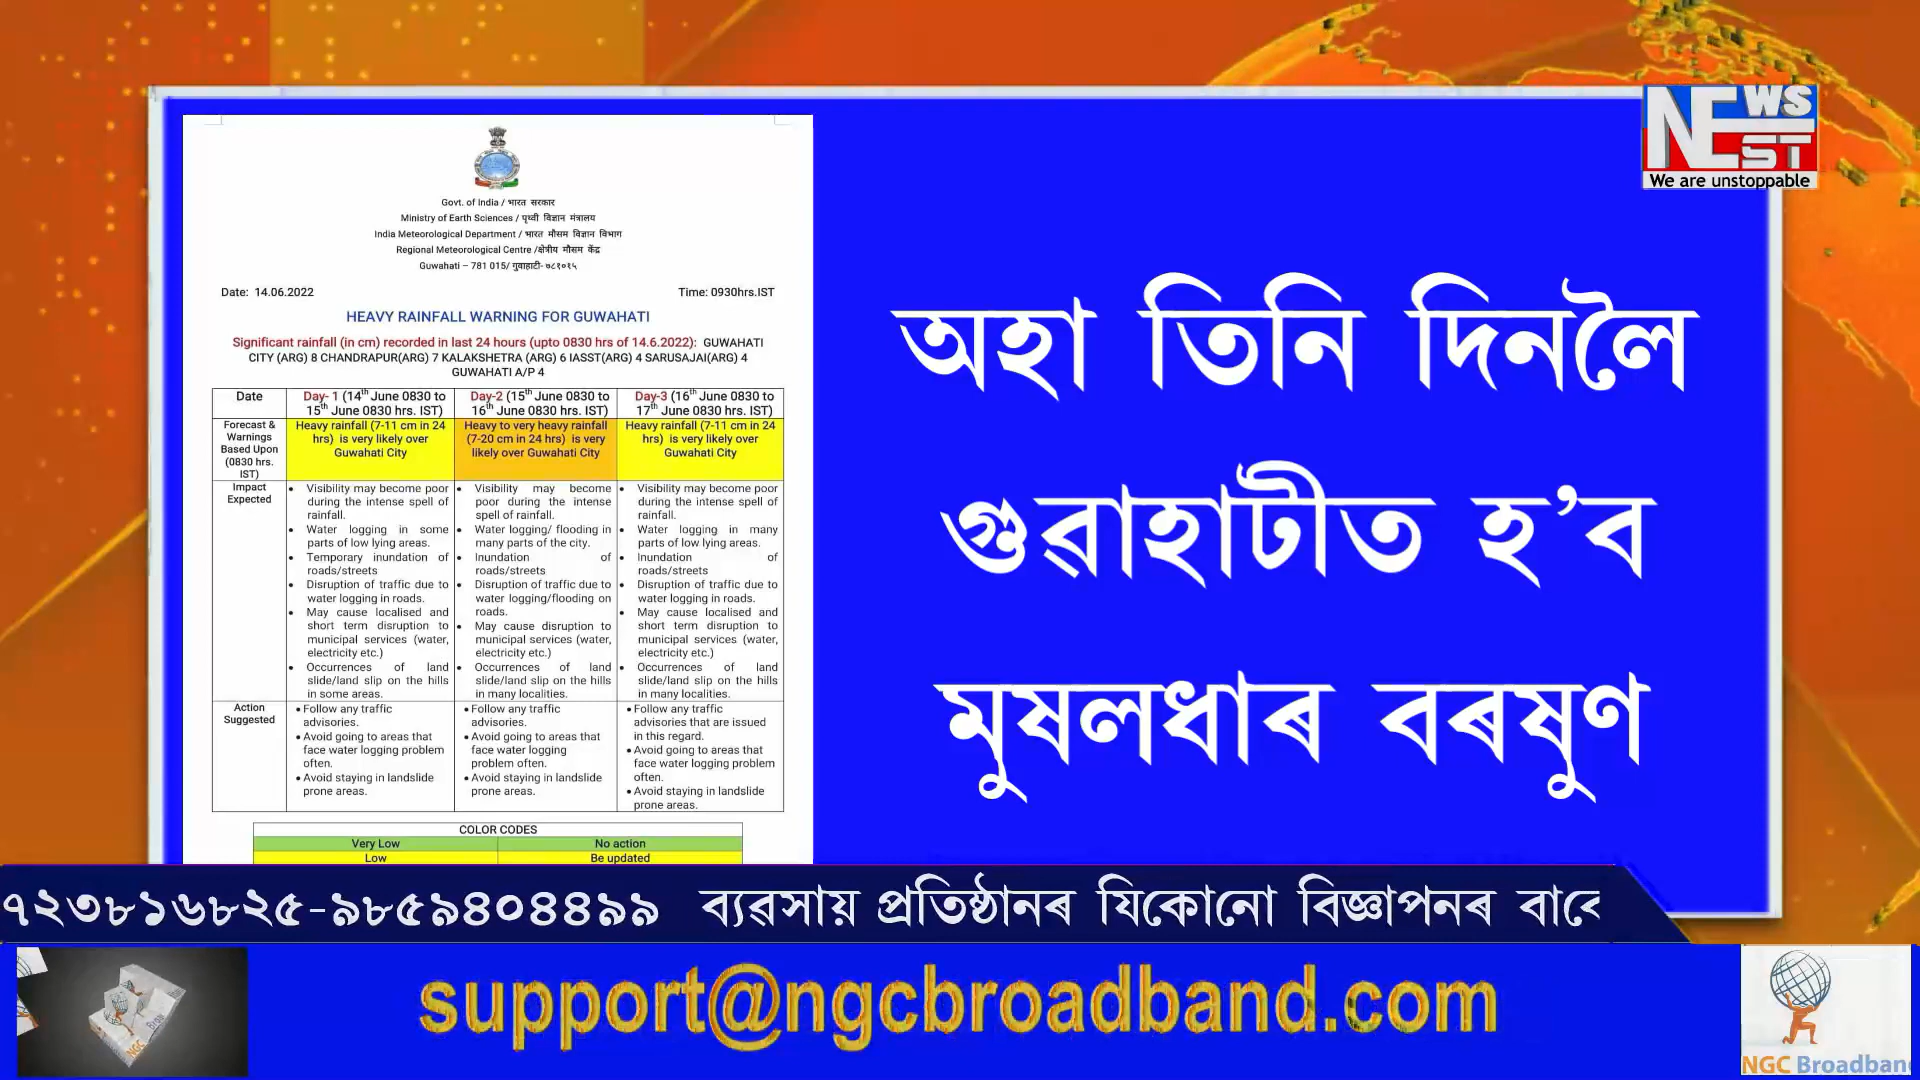 NEWS
EST
We are unstoppable
Govt. of India / भारत सरकार
Ministry of Earth Sciences / पृथ्वी विज्ञान मंत्रालय
India Meteorological Department / भारत मौसम विज्ञान विभाग
Regional Meteorological Centre /क्षेत्रीय मौसम केंद्र
Guwahati – 781 015/ गुवाहाटी- ७८१०१५
Date: 14.06.2022 Time: 0930hrs.IST
HEAVY RAINFALL WARNING FOR GUWAHATI
Significant rainfall (in cm) recorded in last 24 hours (upto 0830 hrs of 14.6.2022): GUWAHATI
CITY (ARG) 8 CHANDRAPUR(ARG) 7 KALAKSHETRA (ARG) 6 IASST(ARG) 4 SARUSAJAI(ARG) 4
GUWAHATI A/P 4
Date
Day- 1 (14th June 0830 to
15th June 0830 hrs. IST)
Day-2 (15th June 0830 to
16th June 0830 hrs. IST)
Day-3 (16th June 0830 to
17th June 0830 hrs. IST)
Forecast &
Warnings
Based Upon
(0830 hrs.
IST)
Heavy rainfall (7-11 cm in 24
hrs) is very likely over
Guwahati City
Heavy to very heavy rainfall
(7-20 cm in 24 hrs) is very
likely over Guwahati City
Heavy rainfall (7-11 cm in 24
hrs) is very likely over
Guwahati City
Impact
Expected
• Visibility may become poor
during the intense spell of
rainfall.
• Water logging in some
parts of low lying areas.
• Temporary inundation of
roads/streets
• Disruption of traffic due to
water logging in roads.
• May cause localised and
short term disruption to
municipal services (water,
electricity etc.)
• Occurrences of land
slide/land slip on the hills
in some areas.
• Visibility may become
poor during the intense
spell of rainfall.
• Water logging/ flooding in
many parts of the city.
• Inundation of
roads/streets
• Disruption of traffic due to
water logging/flooding on
roads.
• May cause disruption to
municipal services (water,
electricity etc.)
• Occurrences of land
slide/land slip on the hills
in many localities.
• Visibility may become poor
during the intense spell of
rainfall.
• Water logging in many
parts of low lying areas.
• Inundation of
roads/streets
• Disruption of traffic due to
water logging in roads.
• May cause localised and
short term disruption to
municipal services (water,
electricity etc.)
• Occurrences of land
slide/land slip on the hills
in many localities.
Action
Suggested
• Follow any traffic
advisories.
• Avoid going to areas that
face water logging problem
often.
• Avoid staying in landslide
prone areas.
• Follow any traffic
advisories.
• Avoid going to areas that
face water logging
problem often.
• Avoid staying in landslide
prone areas.
• Follow any traffic
advisories that are issued
in this regard.
• Avoid going to areas that
face water logging problem
often.
• Avoid staying in landslide
prone areas.
COLOR CODES
Very Low No action
Low Be updated
অহা তিনি দিনলৈ
গুৱাহাটীত হ’ব
মুষলধাৰ বৰষুণ
৭২৩৮১৬৮২৫-৯৮৫৯৪০৪৪৯৯ ব্যৱসায় প্ৰতিষ্ঠানৰ যিকোনো বিজ্ঞাপনৰ বাবে
support@ngcbroadband.com
NGC
NGC Broadband